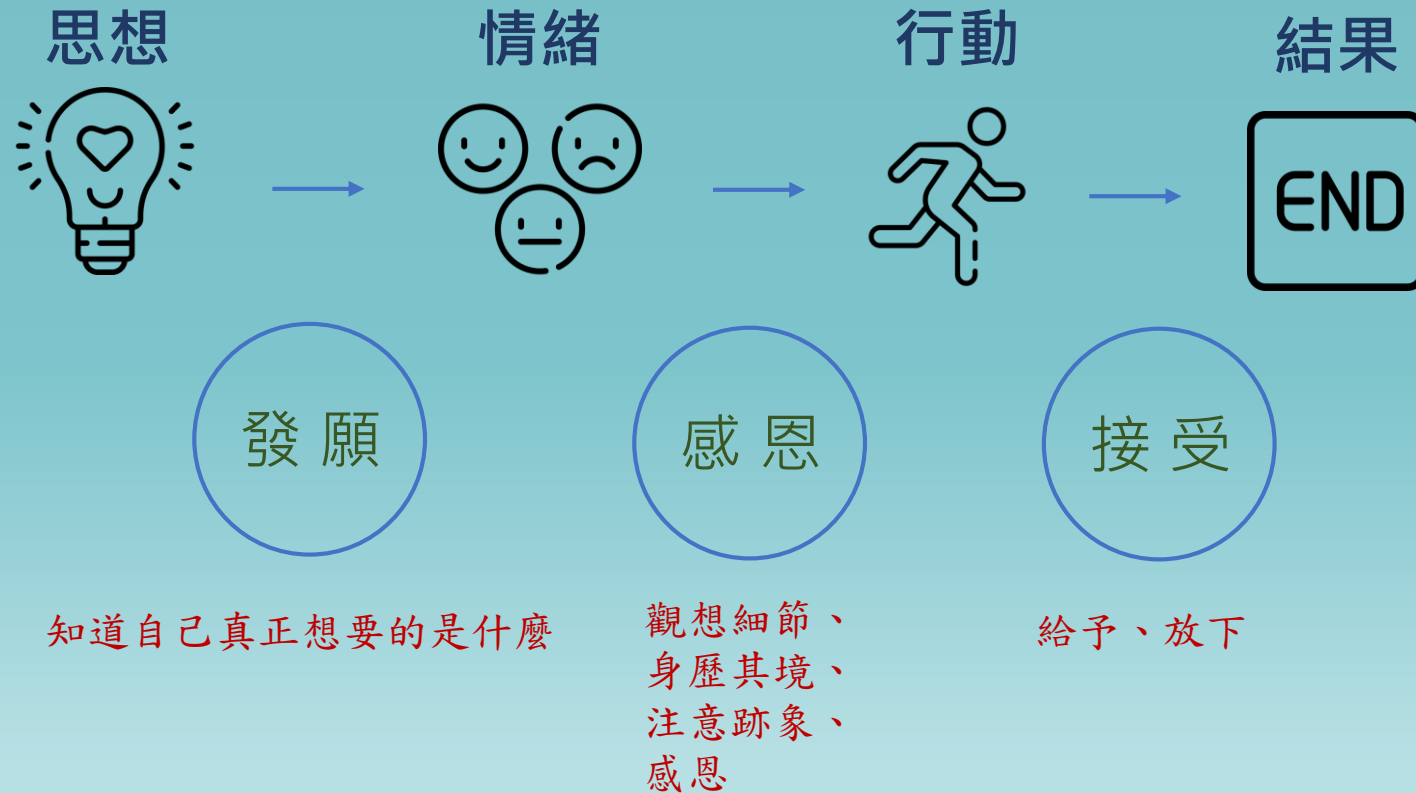 思想
情緒
行動
結果
END
發願
感恩
接受
知道自己真正想要的是什麼
觀想細節、
身歷其境、
注意跡象、
感恩
給予、放下